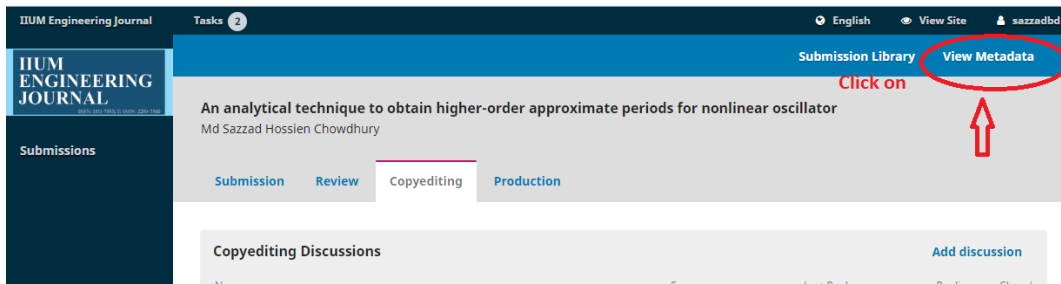 IIUM Engineering Journal Tasks 2 English View Site sazzadbd
Submission Library View Metadata
Click on
IIUM
ENGINEERING
JOURNAL
An analytical technique to obtain higher-order approximate periods for nonlinear oscillator
Md Sazzad Hossien Chowdhury
Submissions
Submission Review Copyediting Production
Copyediting Discussions Add discussion